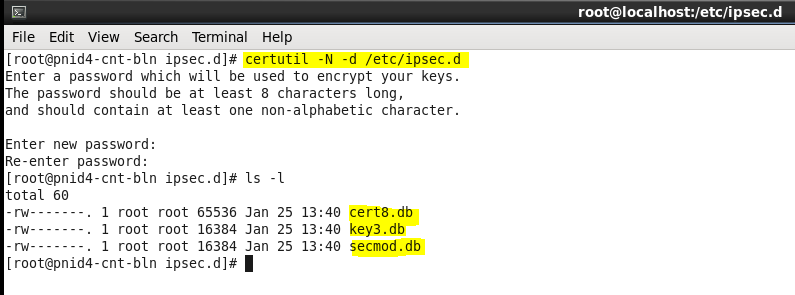 root@localhost:/etc/ipsec.d
File Edit View Search Terminal Help
[root@pnid4-cnt-bln ipsec.d]# certutil -N -d /etc/ipsec.d
Enter a password which will be used to encrypt your keys.
The password should be at least 8 characters long,
and should contain at least one non-alphabetic character.
Enter new password:
Re-enter password:
[root@pnid4-cnt-bln ipsec.d]# ls -l
total 60
-rw-------. 1 root root 65536 Jan 25 13:40 cert8.db
-rw-------. 1 root root 16384 Jan 25 13:40 key3.db
-rw-------. 1 root root 16384 Jan 25 13:40 secmod.db
[root@pnid4-cnt-bln ipsec.d]#